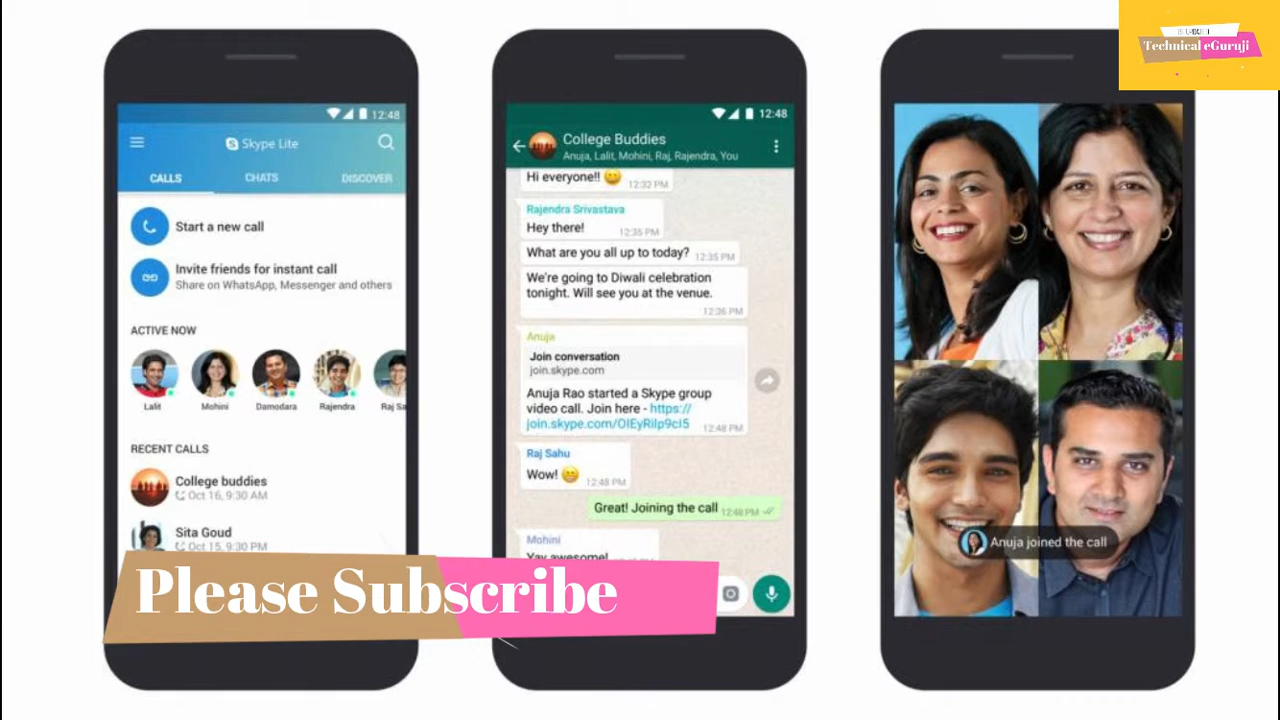 12:48
Skype Lite
CALLS CHATS DISCOVER
Start a new call
Invite friends for instant call
Share on WhatsApp, Messenger and others
ACTIVE NOW
Lalit Mohini Damodara Rajendra Raj Sa
RECENT CALLS
College buddies
Oct 16, 9:30 AM
Sita Goud
Oct 15, 9:30 PM
12:48
College Buddies
Anuja, Lalit, Mohini, Raj, Rajendra, You
Hi everyone!! 😀 12:32 PM
Rajendra Srivastava
Hey there! 12:35 PM
What are you all up to today? 12:35 PM
We're going to Diwali celebration
tonight. Will see you at the venue.
12:36 PM
Anuja
Join conversation
join.skype.com
Anuja Rao started a Skype group
video call. Join here - https://
join.skype.com/OIEyRiIp9cI5 12:48 PM
Raj Sahu
Wow! 😁 12:48 PM
Great! Joining the call 12:48 PM
Mohini
Yay awesome!
Anuja joined the call
Technical eGuruji
Please Subscribe